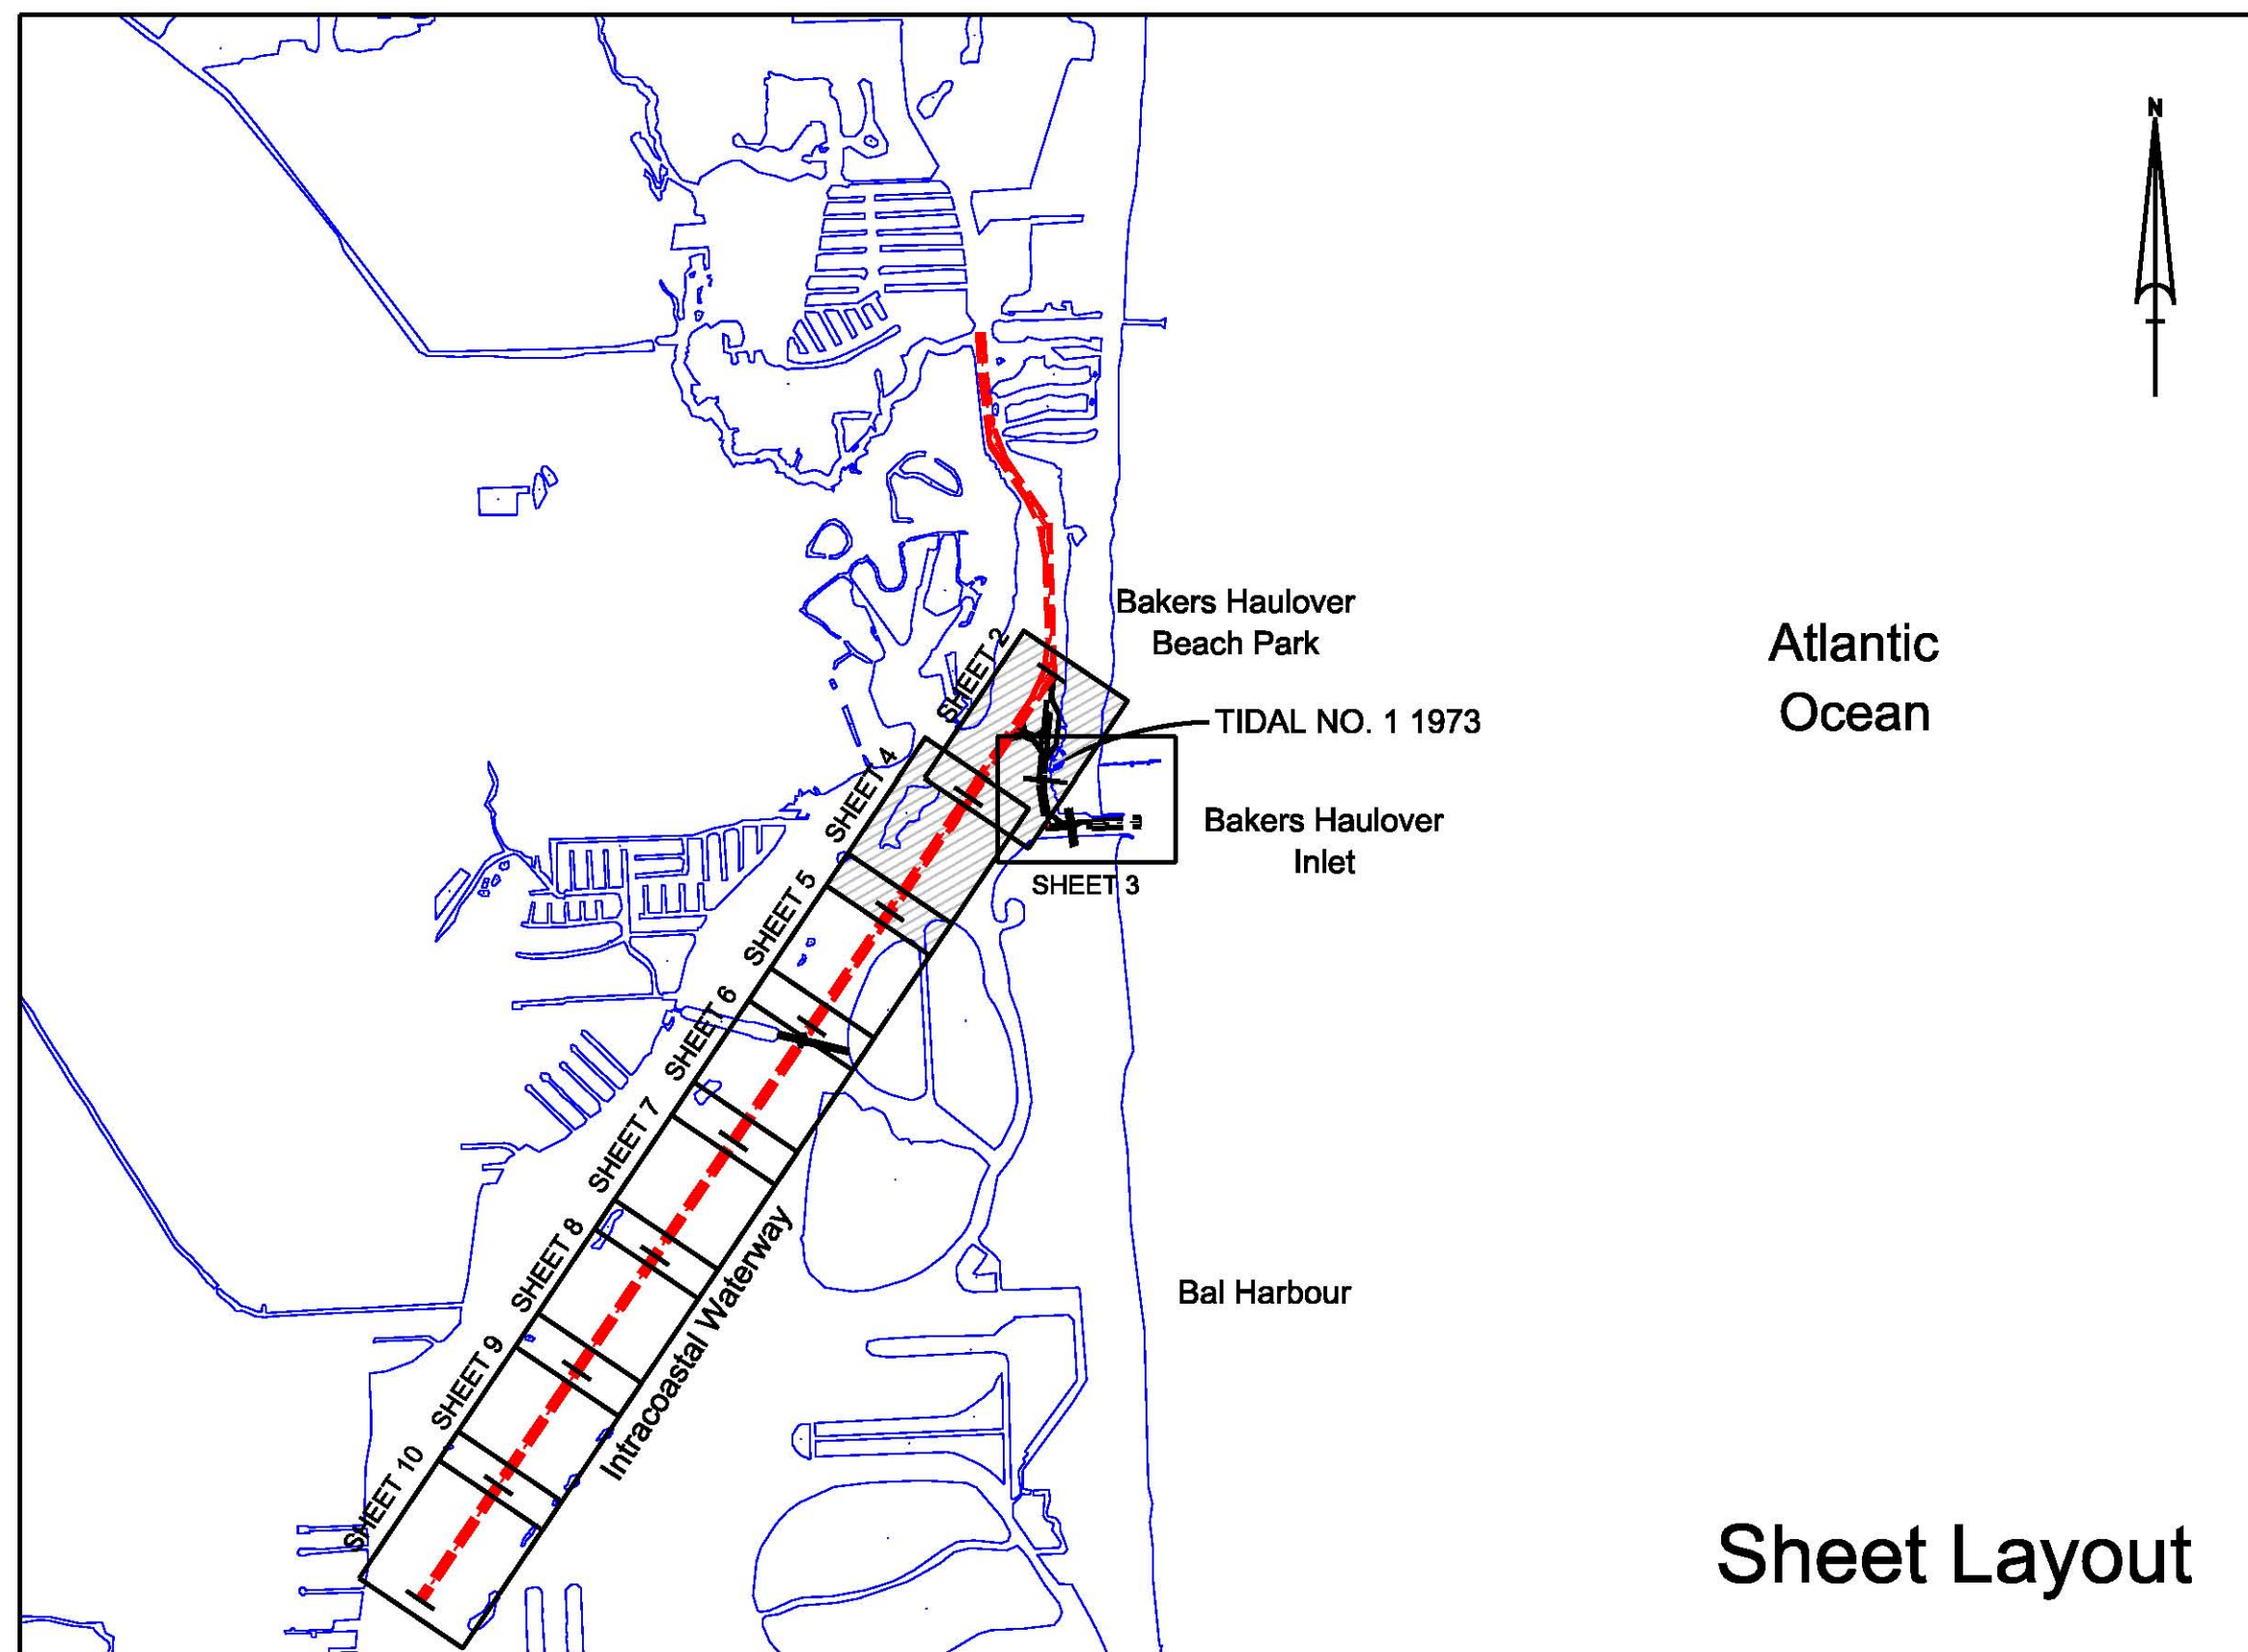 N
Bakers Haulover
Beach Park
Atlantic
Ocean
SHEET 2
TIDAL NO. 1 1973
SHEET 4
Bakers Haulover
Inlet
SHEET 3
SHEET 5
SHEET 6
SHEET 7
SHEET 8
Intracoastal Waterway
Bal Harbour
SHEET 9
SHEET 10
Sheet Layout